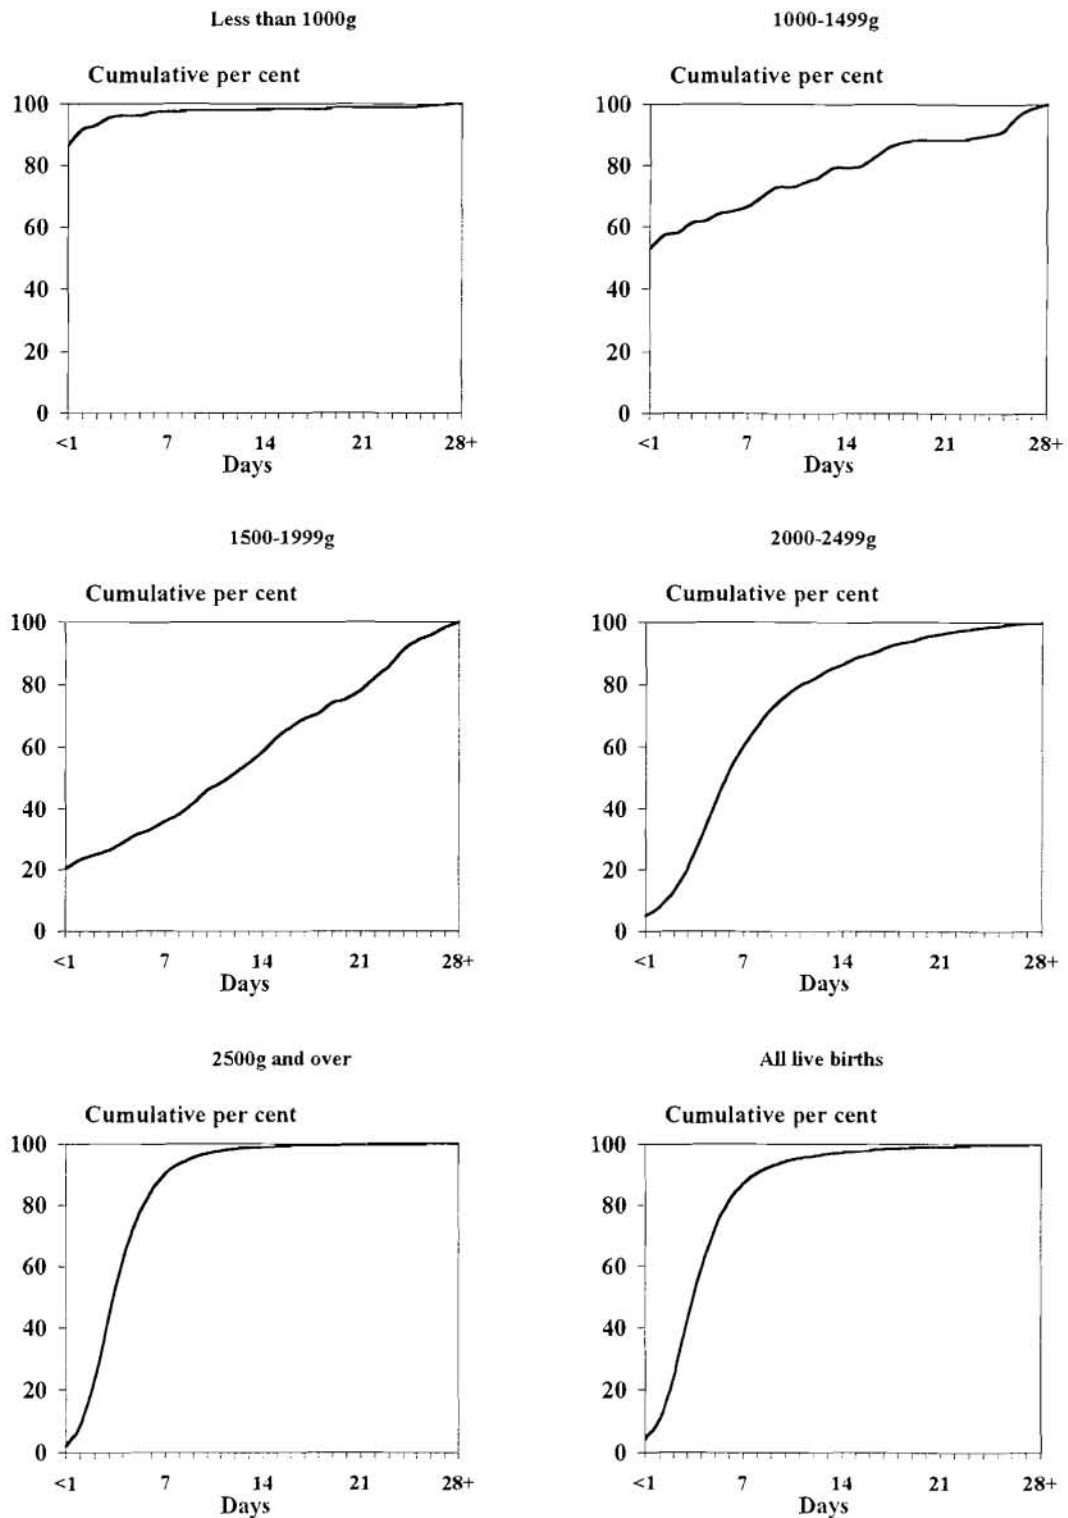 Less than 1000g
Cumulative per cent
100
80
60
40
20
0
<1 7 14 21 28+
Days
1000-1499g
Cumulative per cent
100
80
60
40
20
0
<1 7 14 21 28+
Days
1500-1999g
Cumulative per cent
100
80
60
40
20
0
<1 7 14 21 28+
Days
2000-2499g
Cumulative per cent
100
80
60
40
20
0
<1 7 14 21 28+
Days
2500g and over
Cumulative per cent
100
80
60
40
20
0
<1 7 14 21 28+
Days
All live births
Cumulative per cent
100
80
60
40
20
0
<1 7 14 21 28+
Days